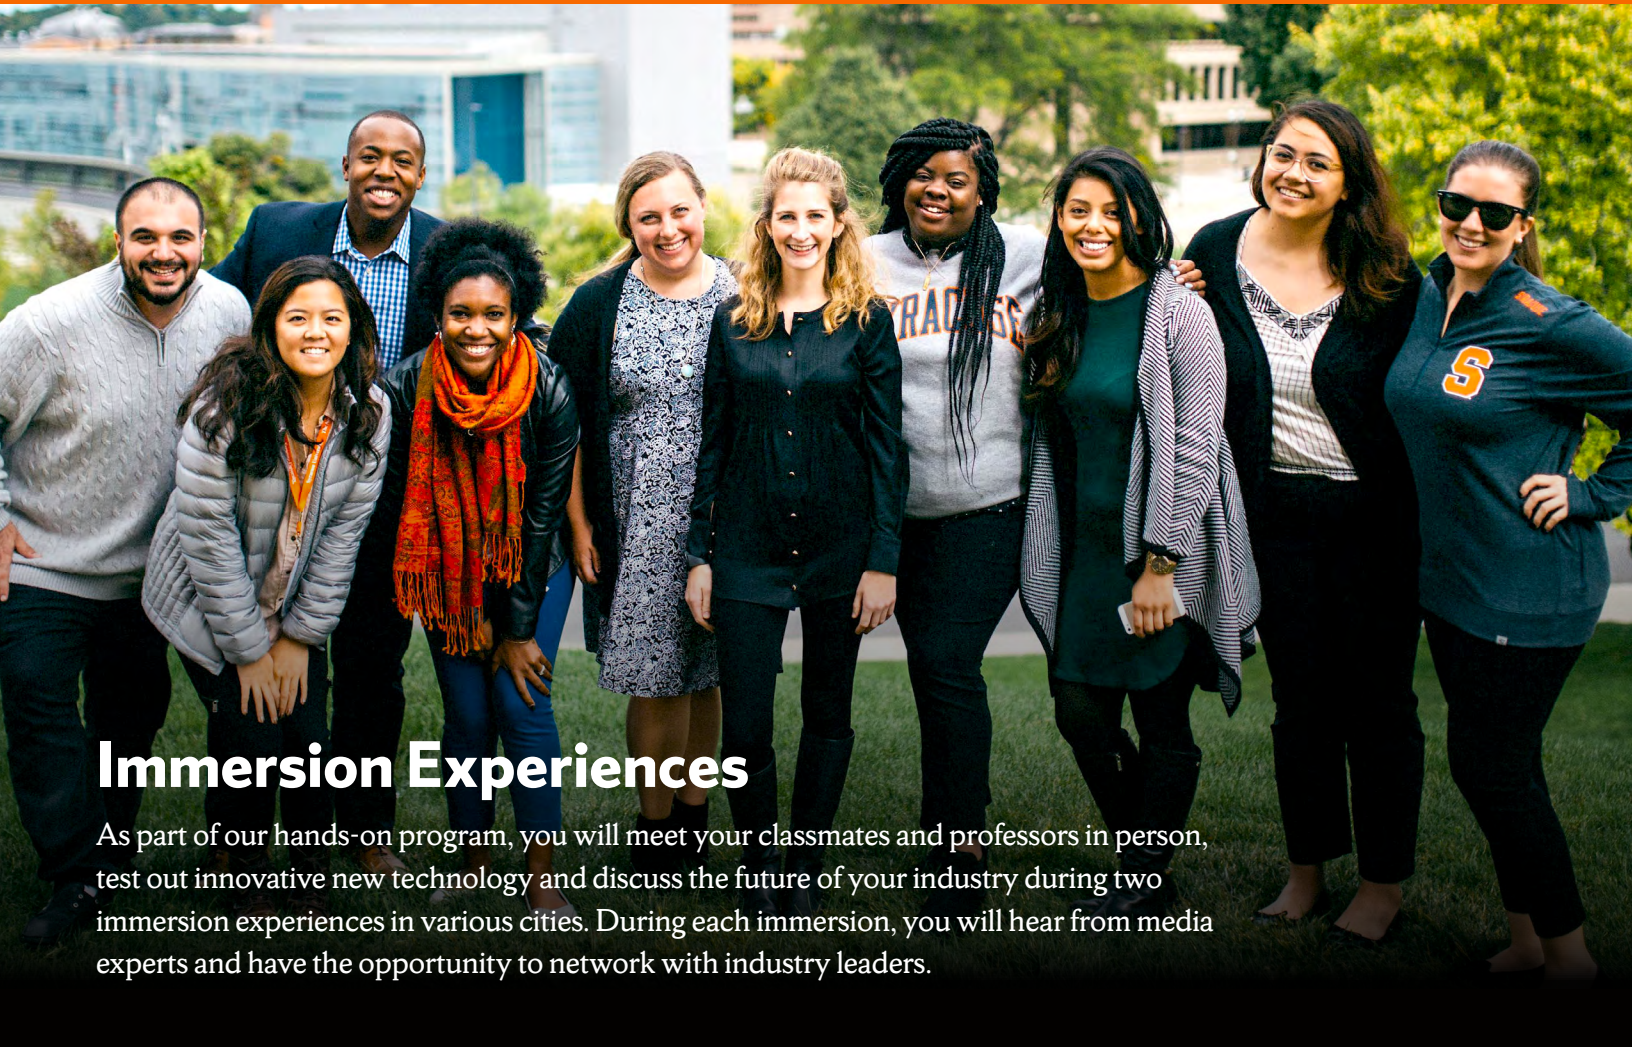 RACUSE
S
Immersion Experiences
As part of our hands-on program, you will meet your classmates and professors in person,
test out innovative new technology and discuss the future of your industry during two
immersion experiences in various cities. During each immersion, you will hear from media
experts and have the opportunity to network with industry leaders.